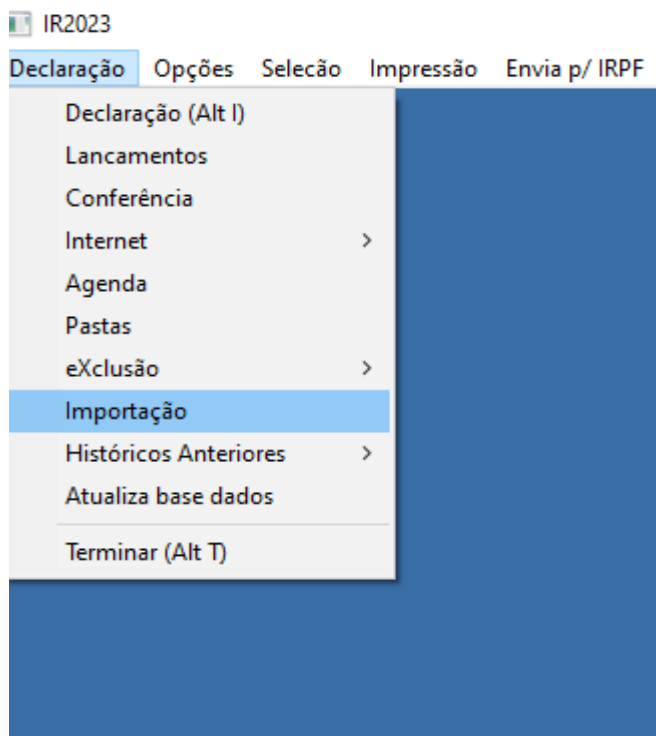 IR2023
Declaração Opções Selecão Impressão Envia p/ IRPF
Declaração (Alt I)
Lancamentos
Conferência
Internet >
Agenda
Pastas
eXclusão >
Importação
Históricos Anteriores >
Atualiza base dados
Terminar (Alt T)